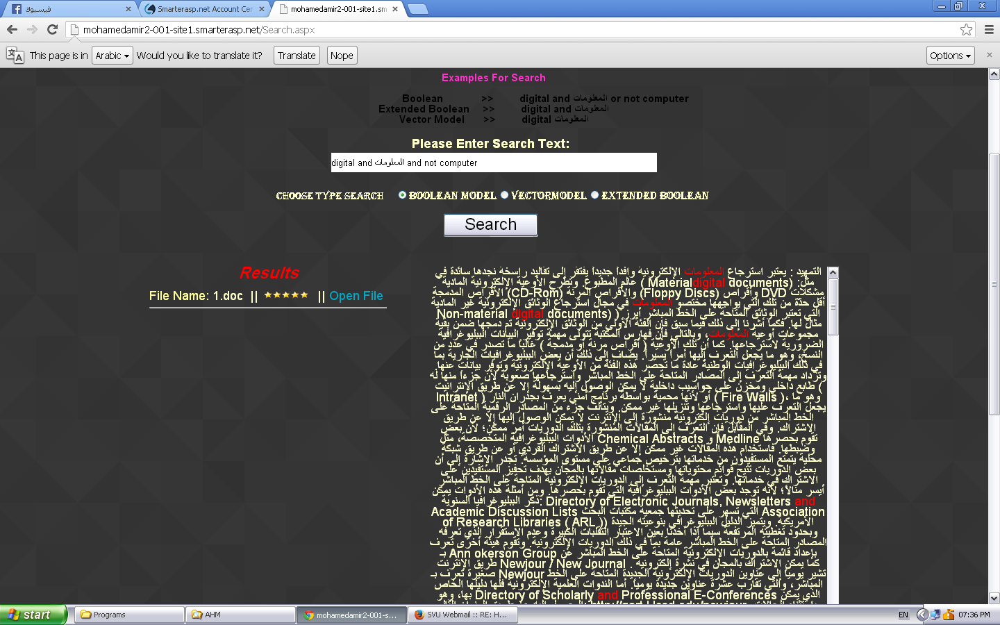 فيسبوك
Smarterasp.net Account Cer
mohamedamir2-001-site1.sm
mohamedamir2-001-site1.smarterasp.net/Search.aspx
This page is in Arabic Would you like to translate it? Translate Nope Options
Examples For Search
Boolean >> digital and المعلومات or not computer
Extended Boolean >> digital and المعلومات
Vector Model >> digital المعلومات
Please Enter Search Text:
digital and المعلومات and not computer
CHOOSE TYPE SEARCH BOOLEAN MODEL VECTORMODEL EXTENDED BOOLEAN
Search
Results
File Name: 1.doc || ★★★★★ || Open File
التمهيد : يعتبر استرجاع المعلومات الإلكترونية وافداً جديداً يفتقر إلى تقاليد راسخة نجدها سائدة في
عالم المطبوع. وتطرح الأوعية الإلكترونية المادية ( Materialdigital documents) مثل:
الأقراص المدمجة (CD-Rom) والأقراص المرنة (Floppy Discs) وأقراص DVD مشكلات
أقل حدة من تلك التي يواجهها مختصو المعلومات في مجال استرجاع الوثائق الإلكترونية غير المادية
Non-material digital documents) ) التي تعتبر الوثائق المتاحة على الخط المباشر أبرز
مثال لها. فكما أشرنا إلى ذلك فيما سبق فإن الفئة الأولى من الوثائق الإلكترونية تم دمجها ضمن بقية
مجموعات أوعية المعلومات، وبالتالي فإن فهارس المكتبة تتولى مهمة توفير البيانات الببليوغرافية
الضرورية لاسترجاعها. كما أن تلك الأوعية ( أقراص مرنة أو مدمجة ) غالباً ما تصدر في عدد من
النسخ، وهو ما يجعل التعرف إليها أمراً يسيراً. يضاف إلى ذلك أن بعض الببليوغرافيات الجارية بما
في ذلك الببليوغرافيات الوطنية عادة ما تحصر هذه الفئة من الأوعية الإلكترونية وتوفر بيانات عنها.
وتزداد مهمة التعرف إلى المصادر المتاحة على الخط المباشر واسترجاعها صعوبة لأن جزءاً منها له
طابع داخلي ومخزن على حواسيب داخلية لا يمكن الوصول إليه بسهولة إلا عن طريق الإنترانيت (
Intranet ) أو لأنها محمية بواسطة برنامج أمني يعرف بجدران النار ( Fire Walls )، وهو ما
يجعل التعرف عليها واسترجاعها وتنزيلها غير ممكن. ويتألف جزء من المصادر الرقمية المتاحة على
الخط المباشر من دوريات إلكترونية منشورة إلى الإنترنت لا يمكن الوصول إليها إلا عن طريق
الاشتراك. وفي المقابل فإن التعرف إلى المقالات المنشورة بتلك الدوريات أمر ممكن؛ لأن بعض
الأدوات الببليوغرافية المتخصصة، مثل Chemical Abstracts و Medline تقوم بحصرها
وضبطها. فاستخدام هذه المقالات غير ممكن إلا عن طريق الاشتراك الفردي أو عن طريق شبكة
محلية يتمتع المستفيدون من خدماتها بترخيص جماعي على مستوى المؤسسة. تجدر الإشارة إلى أن
بعض الدوريات تتيح قوائم محتوياتها ومستخلصات مقالاتها بالمجان بهدف تحفيز المستفيدين على
الاشتراك في خدماتها. وتعتبر مهمة التعرف إلى الدوريات الإلكترونية المتاحة على الخط المباشر
أيسر منالاً؛ لأنه توجد بعض الأدوات الببليوغرافية التي تقوم بحصرها. ومن أمثلة هذه الأدوات يمكن
ذكر الببليوغرافيا السنوية: Directory of Electronic Journals, Newsletters and
Academic Discussion Lists التي تسهر على تحديثها جمعية مكتبات البحث Association
of Research Libraries ( ARL )) الأمريكية. ويتميز الدليل الببليوغرافي بنوعيته الجيدة
وبحدود تغطيته المرتفعة سيما إذا أخذنا بعين الاعتبار التقلبات الكبيرة وعدم الاستقرار الذي تعرفه
المصادر المتاحة على الخط المباشر عامة بما في ذلك الدوريات الإلكترونية. وتقوم هيئة أخرى تعرف
بـ Ann okerson Group بإعداد قائمة بالدوريات الإلكترونية المتاحة على الخط المباشر عن
طريق الإنترنت Newjour / New Journal . كما يمكن الاشتراك بالمجان في نشرة إلكترونية
صغيرة تعرف بـ Newjour تشير يومياً إلى عناوين الدوريات الإلكترونية الجديدة المتاحة على الخط
المباشر، والتي تقارب عشرة عناوين جديدة يومياً. أما الندوات العلمية الإلكترونية فلها دليلها الخاص
بها، وهو Directory of Scholarly and Professional E-Conferences الذي يمكن
start Programs AHM mohamedamir2-001-s... SVU Webmail :: RE: H... EN 07:36 PM